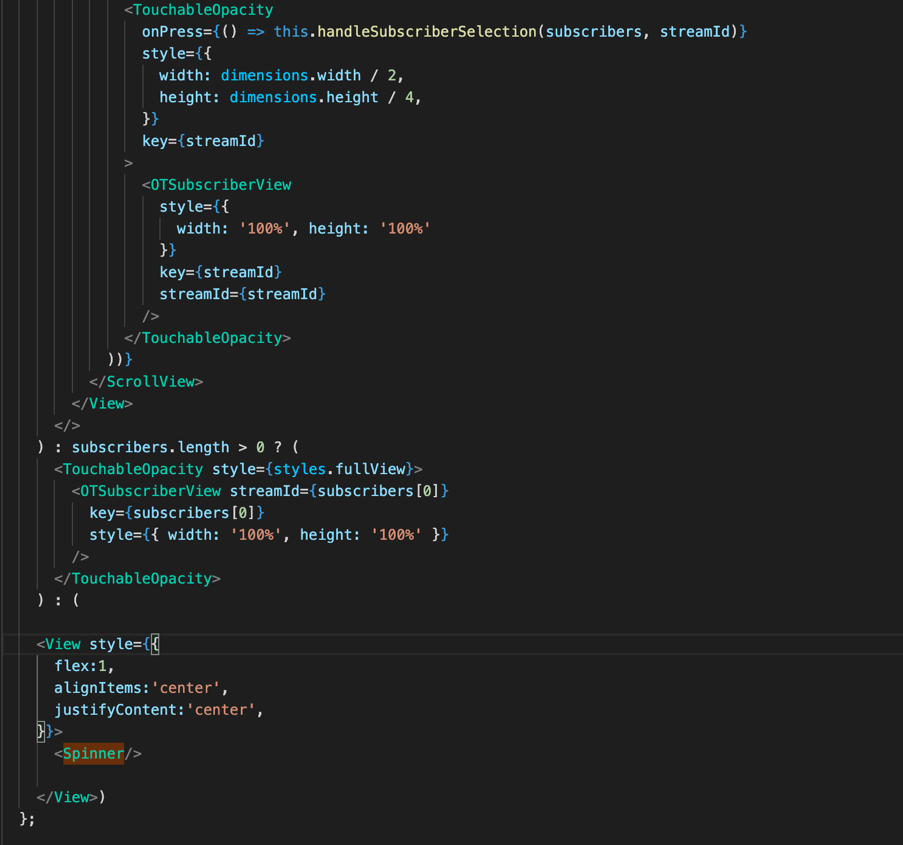 <TouchableOpacity
onPress={() => this.handleSubscriberSelection(subscribers, streamId)}
style={{
width: dimensions.width / 2,
height: dimensions.height / 4,
}}
key={streamId}
>
<OTSubscriberView
style={{
width: '100%', height: '100%'
}}
key={streamId}
streamId={streamId}
/>
</TouchableOpacity>
))}
</ScrollView>
</View>
</>
) : subscribers.length > 0 ? (
<TouchableOpacity style={styles.fullView}>
<OTSubscriberView streamId={subscribers[0]}
key={subscribers[0]}
style={{ width: '100%', height: '100%' }}
/>
</TouchableOpacity>
) : (
<View style={{
flex:1,
alignItems:'center',
justifyContent:'center',
}}>
<Spinner/>
</View>)
};